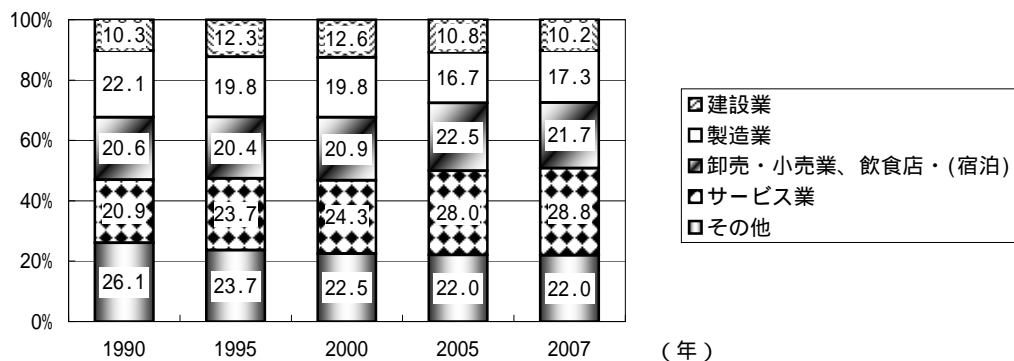 100%
10.3 12.3 12.6 10.8 10.2
22.1 19.8 19.8 16.7 17.3
80%
60%
20.6 20.4 20.9 22.5 21.7
40%
20.9 23.7 24.3 28.0 28.8
20%
26.1 23.7 22.5 22.0 22.0
0%
1990 1995 2000 2005 2007 (年)
建設業
製造業
卸売・小売業、飲食店・(宿泊)
サービス業
その他